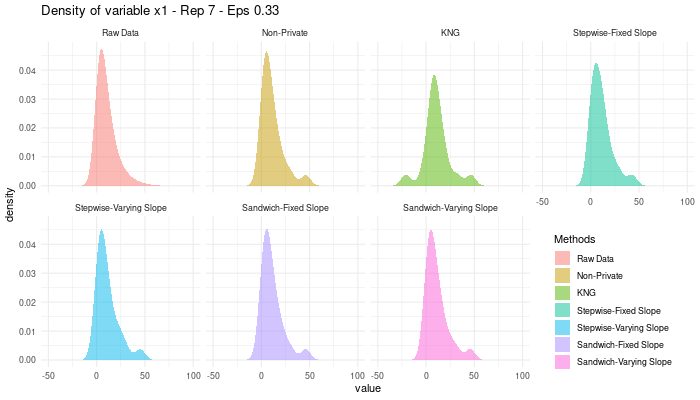 Density of variable x1 - Rep 7 - Eps 0.33
Raw Data
Non-Private
KNG
Stepwise-Fixed Slope
0.04
0.03
0.02
0.01
0.00
-50 0 50 100
density
Stepwise-Varying Slope
Sandwich-Fixed Slope
Sandwich-Varying Slope
0.04
0.03
0.02
0.01
0.00
-50 0 50 100
-50 0 50 100
-50 0 50 100
value
Methods
Raw Data
Non-Private
KNG
Stepwise-Fixed Slope
Stepwise-Varying Slope
Sandwich-Fixed Slope
Sandwich-Varying Slope